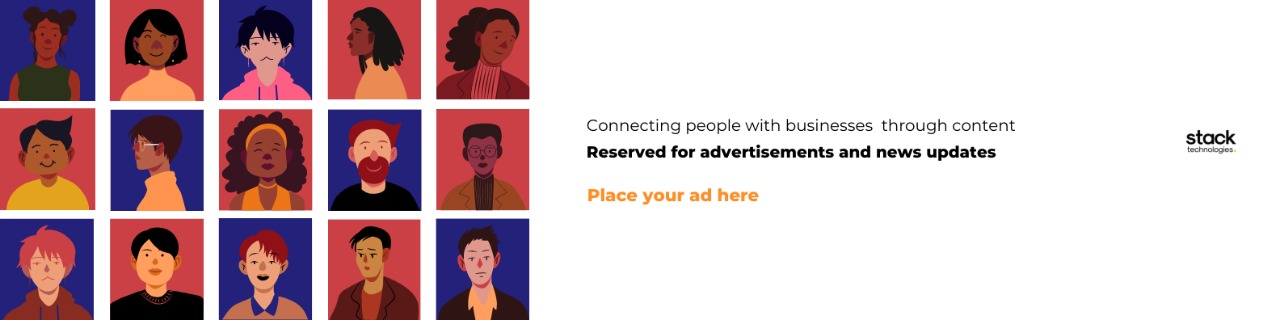 Connecting people with businesses  through content
Reserved for advertisements and news updates
Place your ad here
stack
technologies.